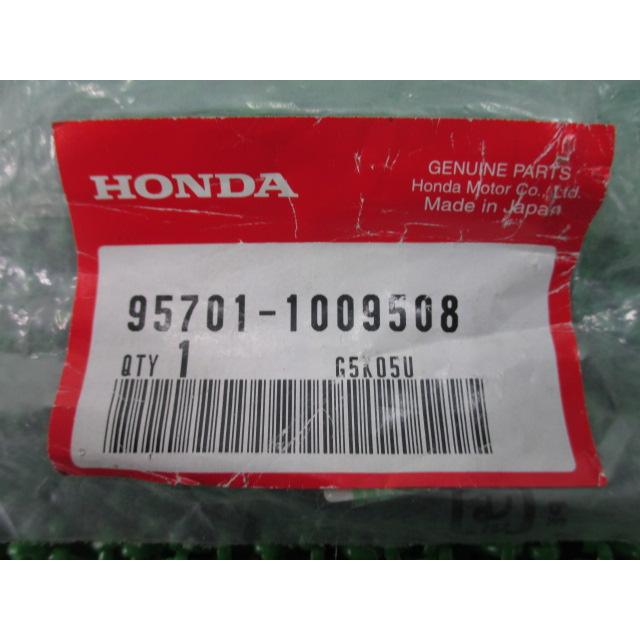 HONDA
GENUINE PARTS
Honda Motor Co., Ltd.
Made in Japan
95701-1009508
QTY 1 G5K05U